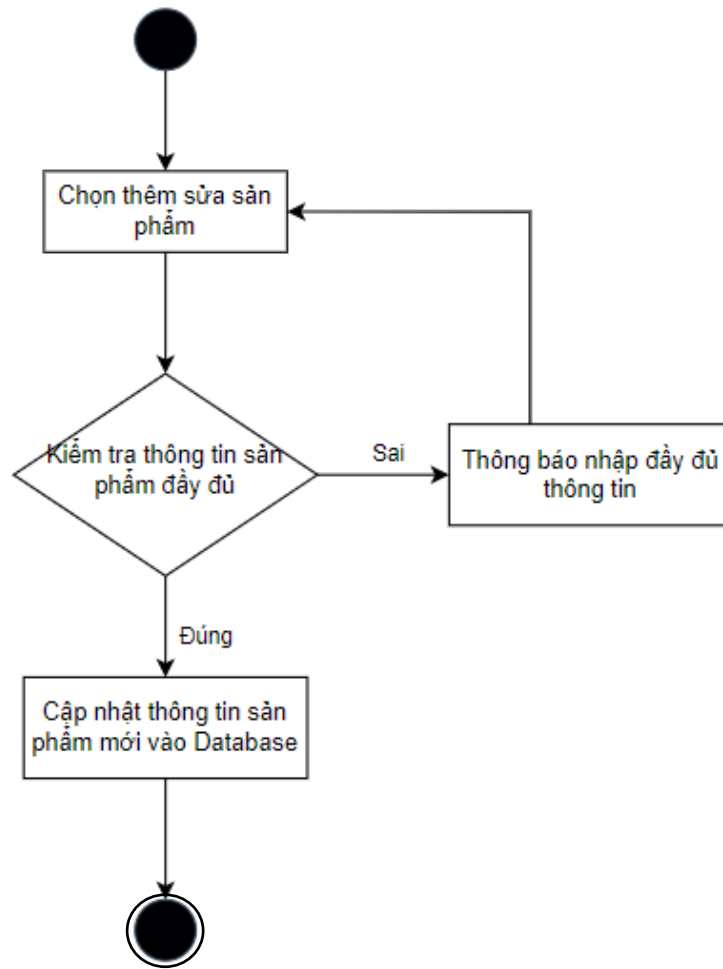 Chọn thêm sửa sản
phẩm
Kiểm tra thông tin sản
phẩm đầy đủ
Sai
Thông báo nhập đầy đủ
thông tin
Đúng
Cập nhật thông tin sản
phẩm mới vào Database